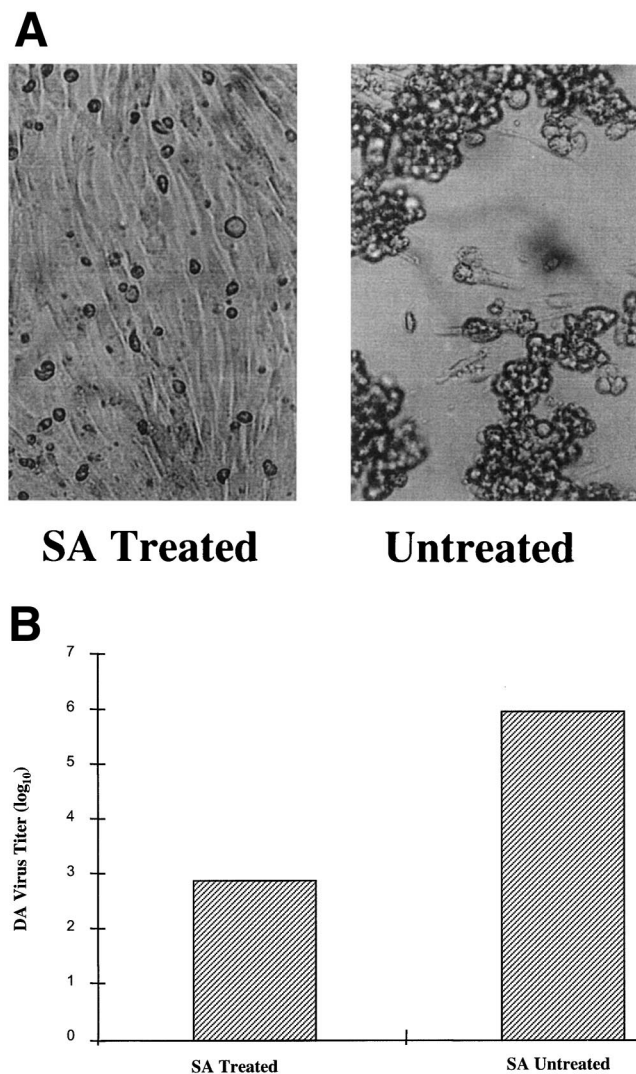 A
SA Treated
Untreated
B
7
6
5
4
3
2
1
0
DA Virus Titer (log₁₀)
SA Treated
SA Untreated